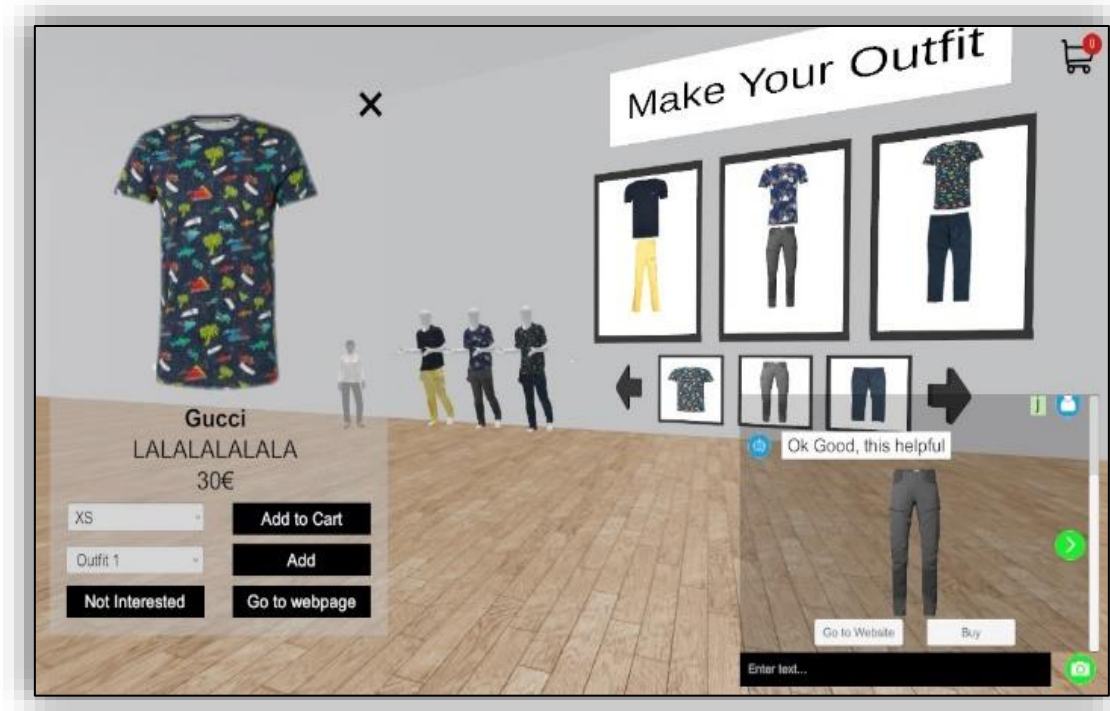 Make Your Outfit
0
Gucci
LALALALALALA
30€
XS
Add to Cart
Outfit 1
Add
Not Interested
Go to webpage
j
Ok Good, this helpful
Go to Website
Buy
Enter text...